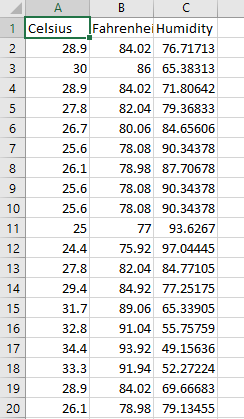 A B C
1 Celsius Fahrenhei Humidity
2 28.9 84.02 76.71713
3 30 86 65.38313
4 28.9 84.02 71.80642
5 27.8 82.04 79.36833
6 26.7 80.06 84.65606
7 25.6 78.08 90.34378
8 26.1 78.98 87.70678
9 25.6 78.08 90.34378
10 25.6 78.08 90.34378
11 25 77 93.6267
12 24.4 75.92 97.04445
13 27.8 82.04 84.77105
14 29.4 84.92 77.25175
15 31.7 89.06 65.33905
16 32.8 91.04 55.75759
17 34.4 93.92 49.15636
18 33.3 91.94 52.27224
19 28.9 84.02 69.66683
20 26.1 78.98 79.13455